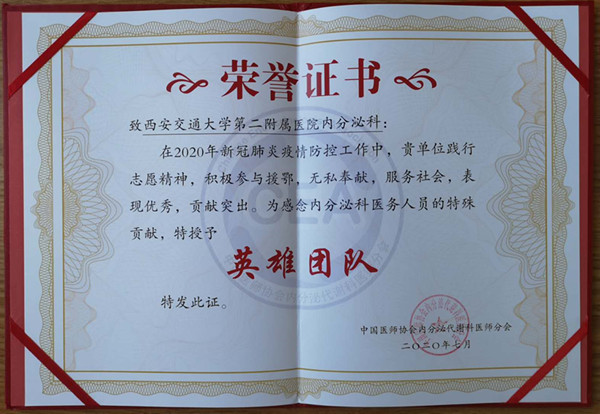 荣誉证书
致西安交通大学第二附属医院内分泌科：
在2020年新冠肺炎疫情防控工作中，贵单位践行
志愿精神，积极参与援鄂，无私奉献，服务社会，表
现优秀，贡献突出。为感念内分泌科医务人员的特殊
贡献，特授予
英雄团队
特发此证。
中国医师协会内分泌代谢科医师分会
二〇二〇年七月